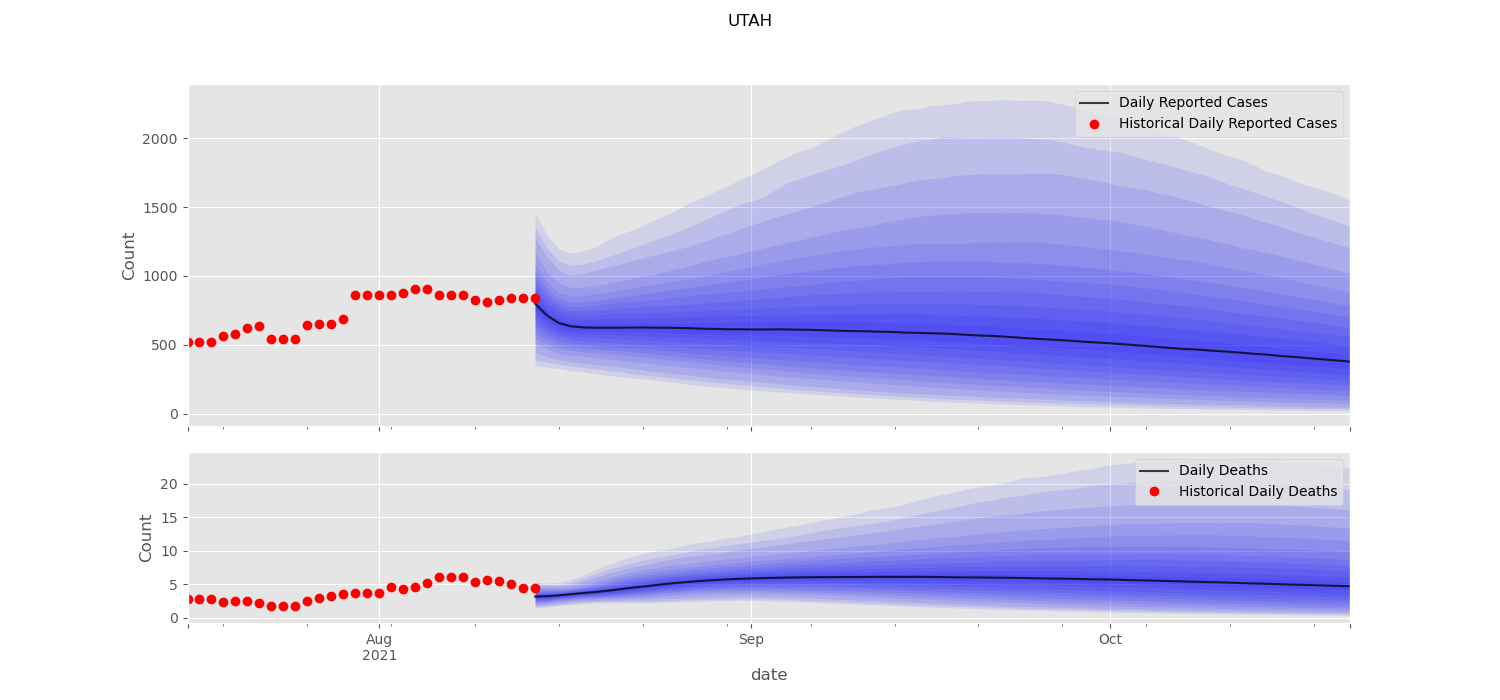 UTAH
Daily Reported Cases
Historical Daily Reported Cases
Count
2000
1500
1000
500
0
Daily Deaths
Historical Daily Deaths
Count
20
15
10
5
0
Aug
2021
Sep
Oct
date